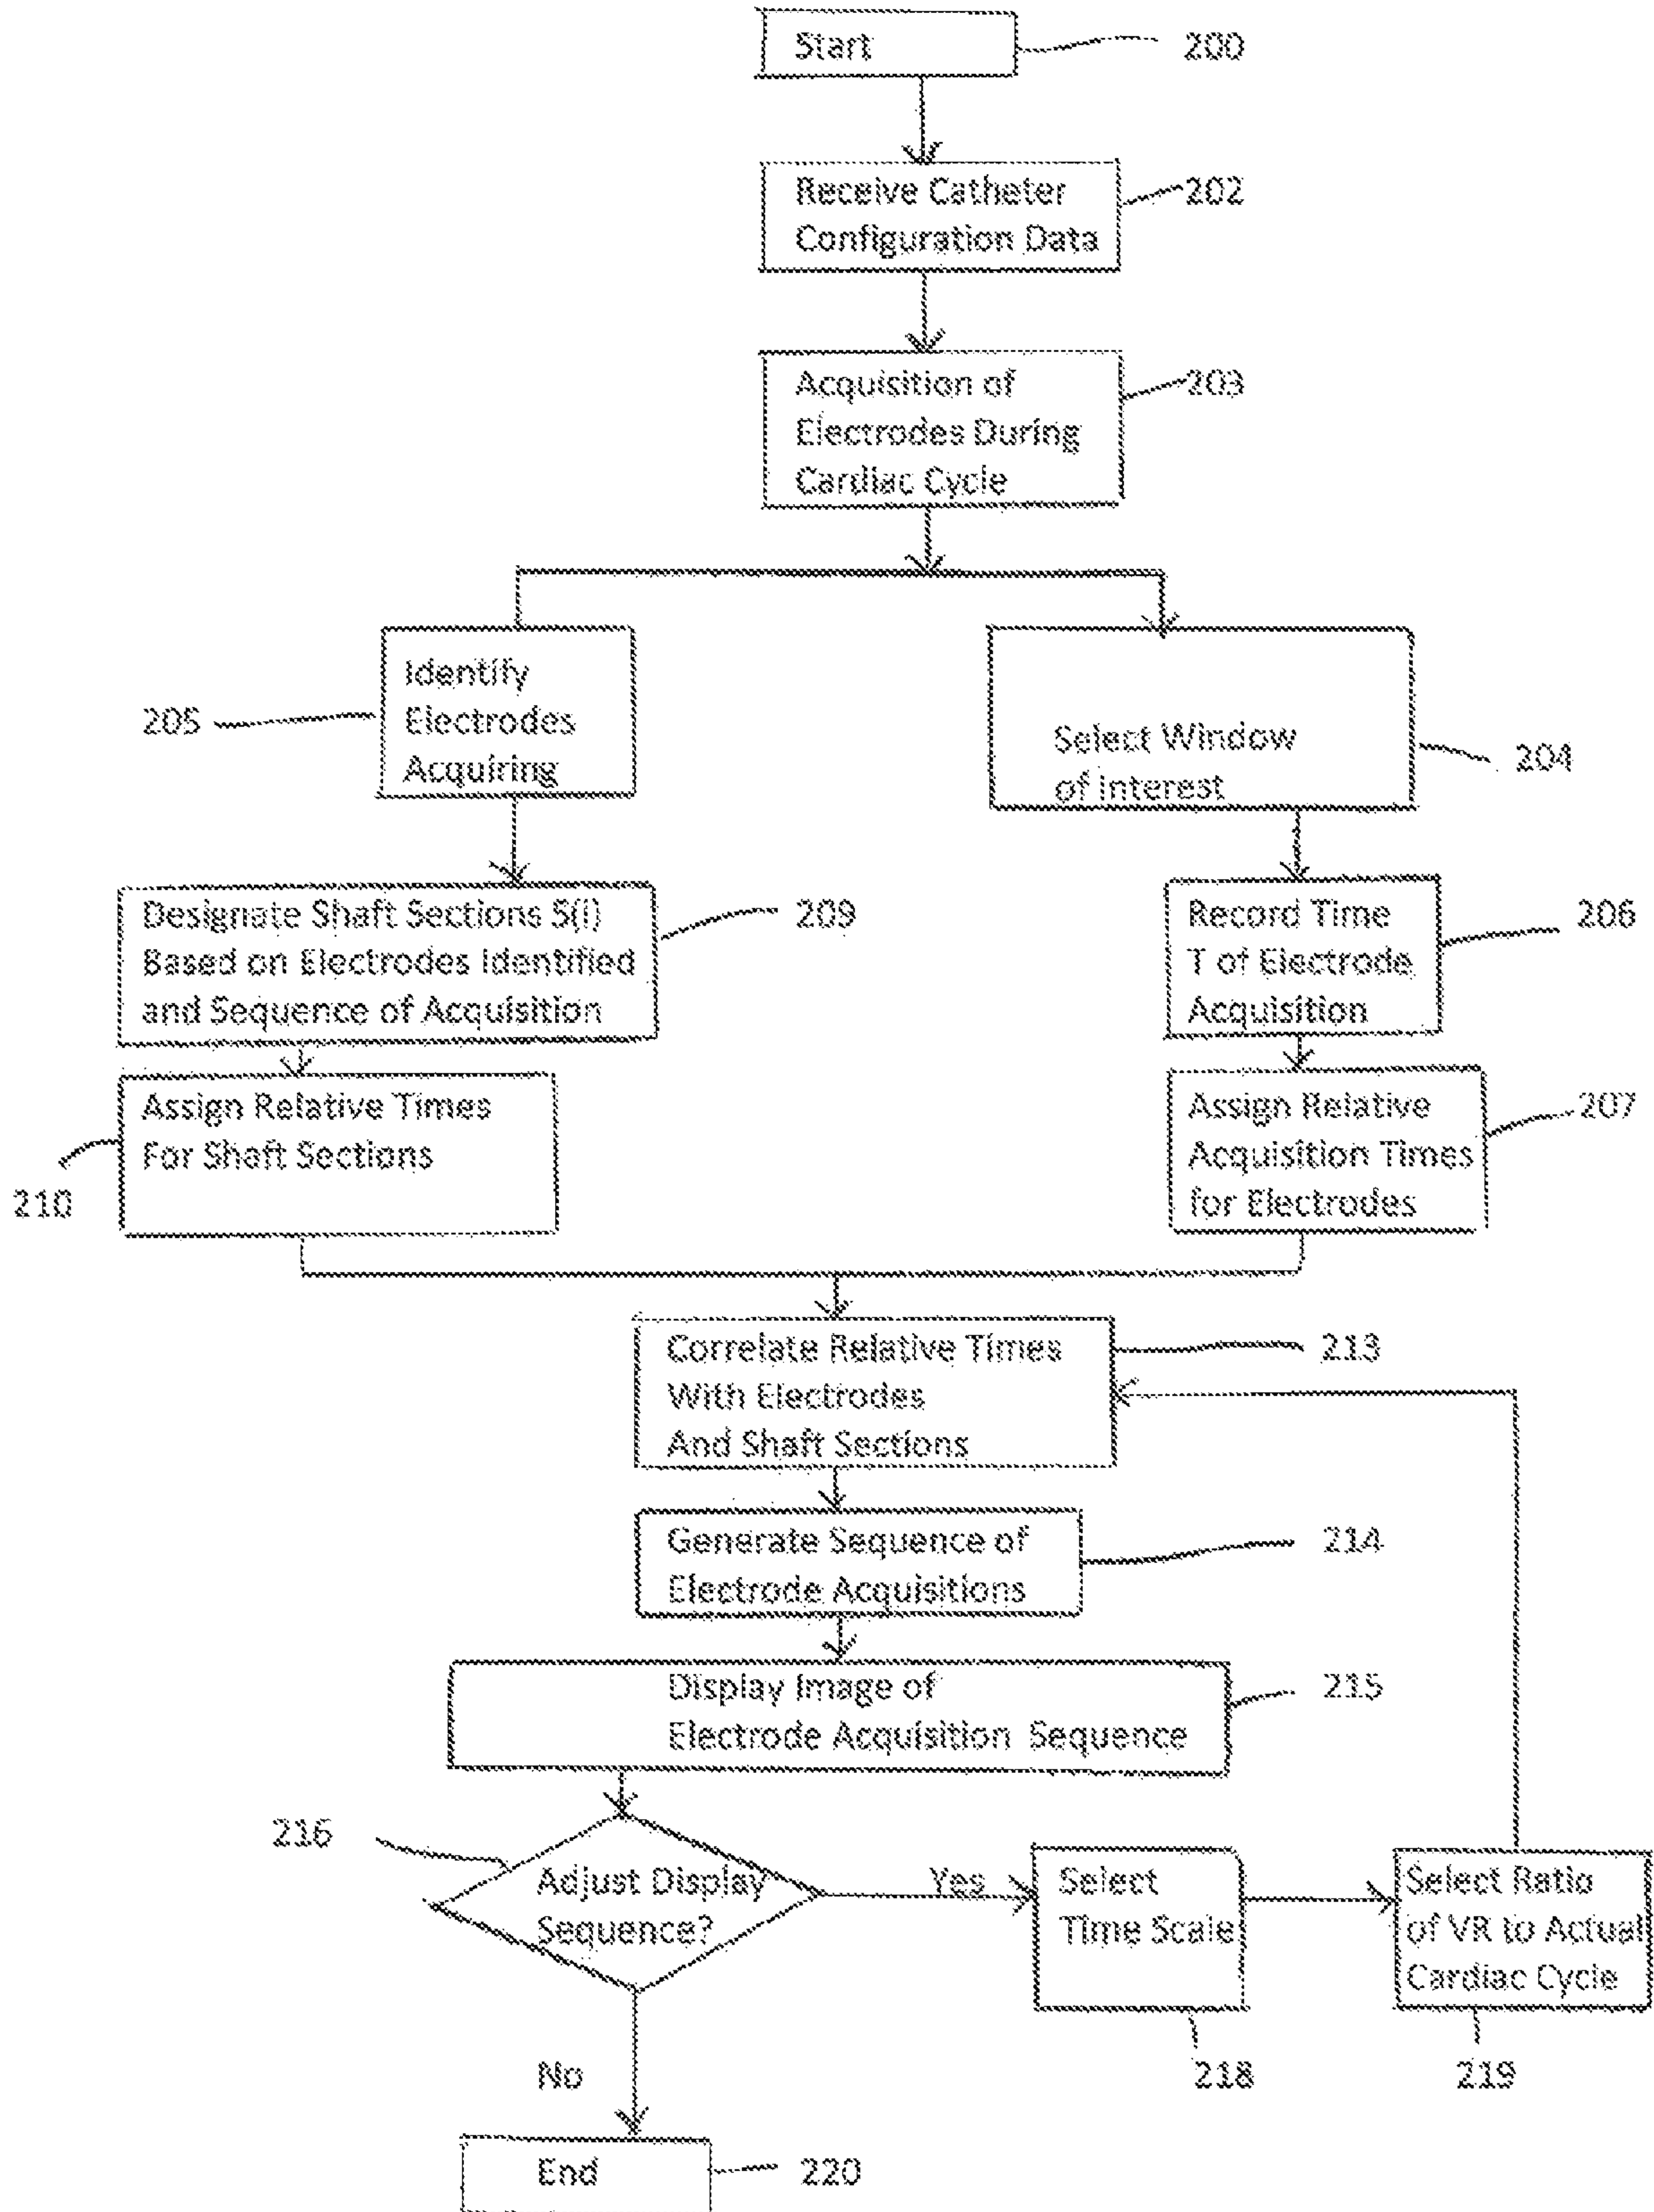 Start
200
Receive Catheter
Configuration Data
202
Acquisition of
Electrodes During
Cardiac Cycle
203
Identify
Electrodes
Acquiring
205
Select Window
of Interest
204
Designate Shaft Sections S(i)
Based on Electrodes Identified
and Sequence of Acquisition
209
Record Time
T of Electrode
Acquisition
206
Assign Relative Times
For Shaft Sections
210
Assign Relative
Acquisition Times
for Electrodes
207
Correlate Relative Times
With Electrodes
And Shaft Sections
213
Generate Sequence of
Electrode Acquisitions
214
Display Image of
Electrode Acquisition Sequence
215
216
Adjust Display
Sequence?
Yes
Select
Time Scale
218
Select Ratio
of VR to Actual
Cardiac Cycle
219
No
End
220